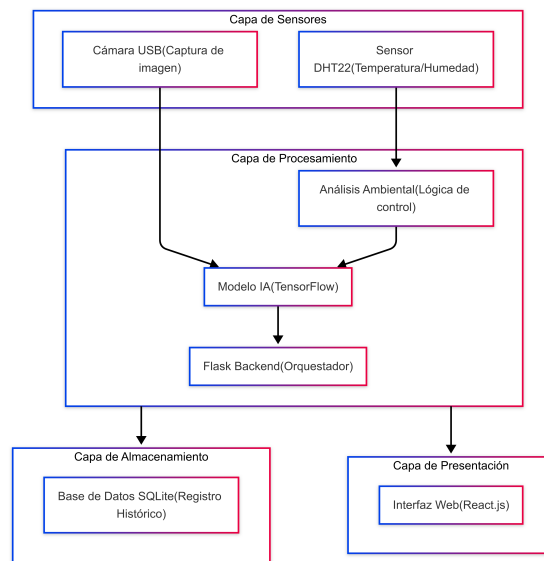 Capa de Sensores
Cámara USB(Captura de
imagen)
Sensor
DHT22(Temperatura/Humedad)
Capa de Procesamiento
Análisis Ambiental(Lógica de
control)
Modelo IA(TensorFlow)
Flask Backend(Orquestador)
Capa de Almacenamiento
Base de Datos SQLite(Registro
Histórico)
Capa de Presentación
Interfaz Web(React.js)